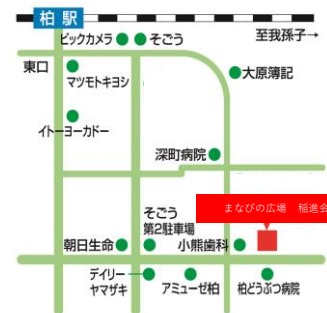 柏駅
ビックカメラ
そごう
至我孫子→
東口
マツモトキヨシ
大原簿記
イトーヨーカドー
深町病院
まなびの広場　稲進会
そごう
第2駐車場
朝日生命
小熊歯科
デイリー
ヤマザキ
アミューゼ柏
柏どうぶつ病院